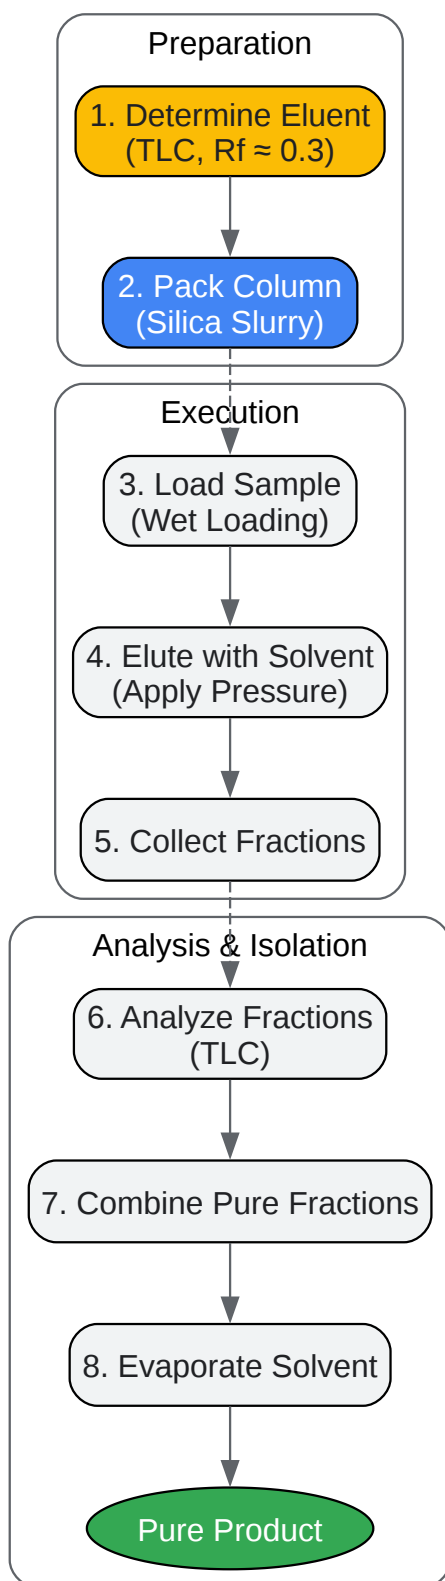 Preparation
1. Determine Eluent
(TLC, Rf ≈ 0.3)
2. Pack Column
(Silica Slurry)
Execution
3. Load Sample
(Wet Loading)
4. Elute with Solvent
(Apply Pressure)
5. Collect Fractions
Analysis & Isolation
6. Analyze Fractions
(TLC)
7. Combine Pure Fractions
8. Evaporate Solvent
Pure Product